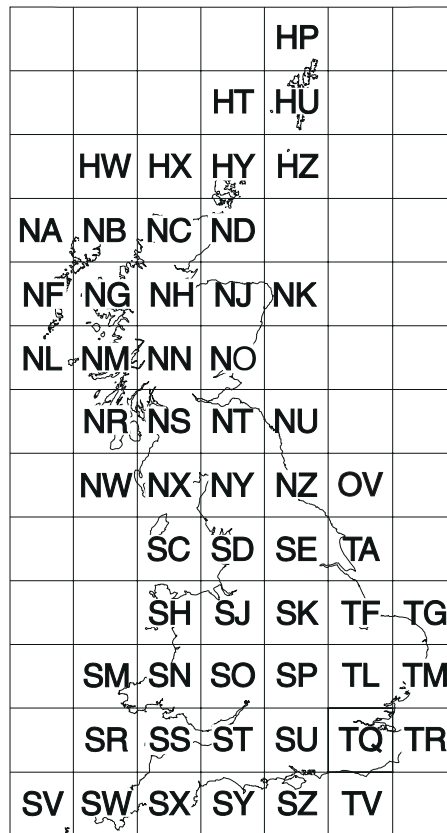 HP
HT HU
HW HX HY HZ
NA NB NC ND
NF NG NH NJ NK
NL NM NN NO
NR NS NT NU
NW NX NY NZ OV
SC SD SE TA
SH SJ SK TF TG
SM SN SO SP TL TM
SR SS ST SU TQ TR
SV SW SX SY SZ TV